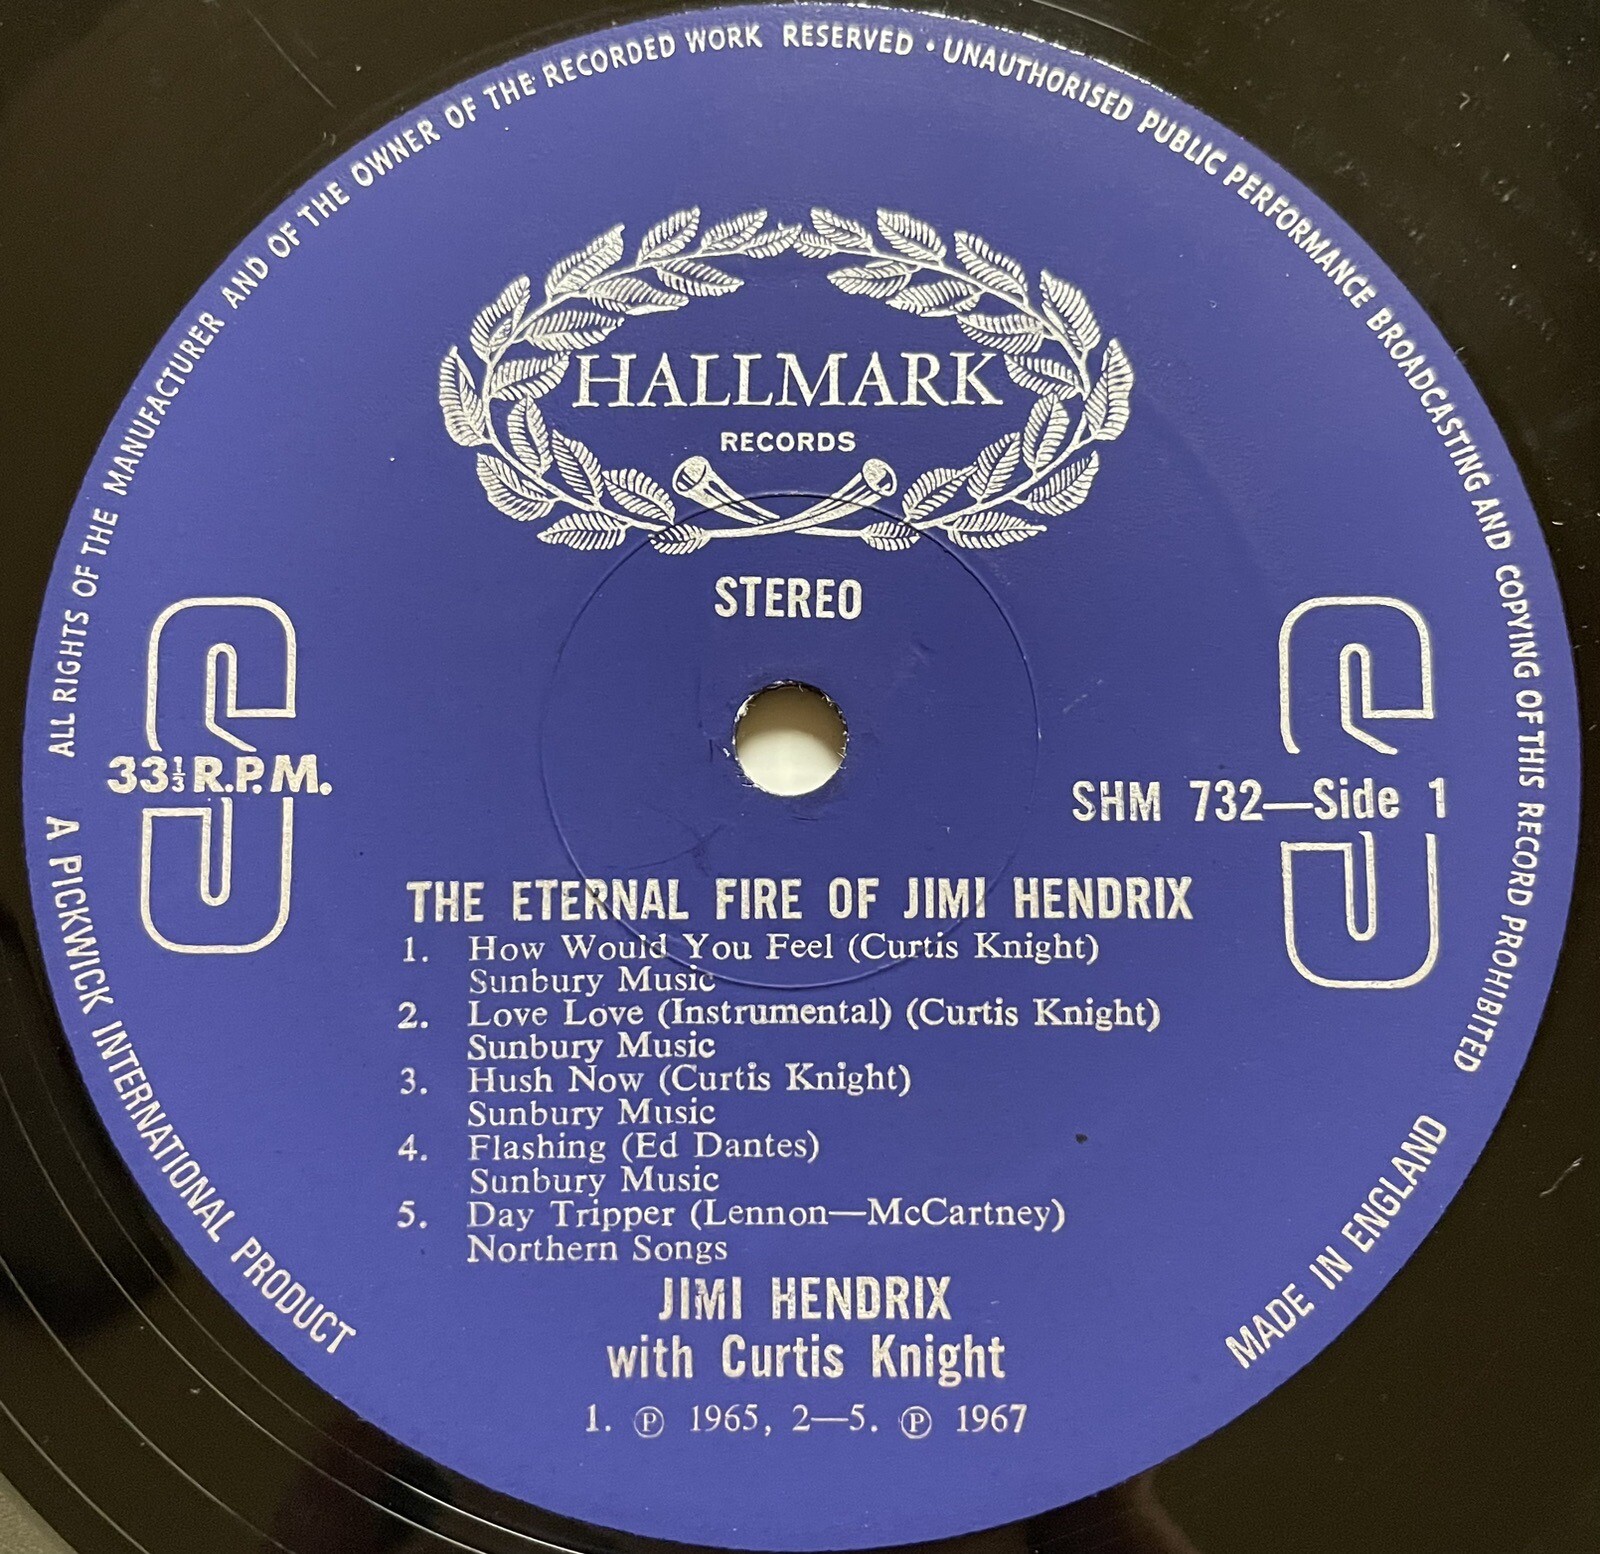 ALL RIGHTS OF THE MANUFACTURER AND OF THE OWNER OF THE RECORDED WORK RESERVED • UNAUTHORISED PUBLIC PERFORMANCE BROADCASTING AND COPYING OF THIS RECORD PROHIBITED
HALLMARK
RECORDS
STEREO
S
S
33⅓ R.P.M.
SHM 732—Side 1
THE ETERNAL FIRE OF JIMI HENDRIX
1. How Would You Feel (Curtis Knight)
Sunbury Music
2. Love Love (Instrumental) (Curtis Knight)
Sunbury Music
3. Hush Now (Curtis Knight)
Sunbury Music
4. Flashing (Ed Dantes)
Sunbury Music
5. Day Tripper (Lennon—McCartney)
Northern Songs
JIMI HENDRIX
with Curtis Knight
1. Ⓟ 1965, 2—5. Ⓟ 1967
A PICKWICK INTERNATIONAL PRODUCT
MADE IN ENGLAND